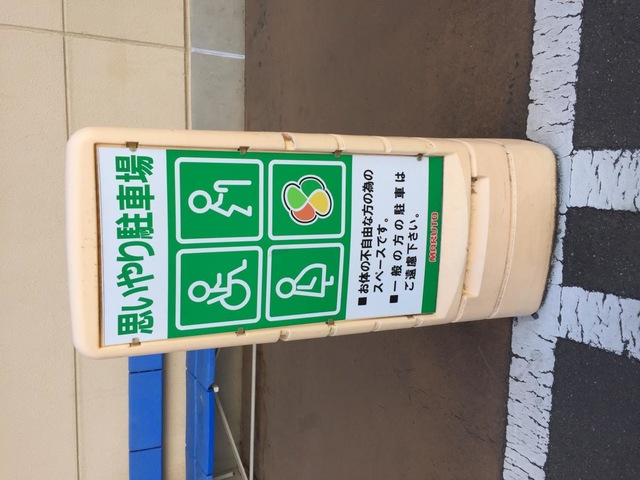 思いやり駐車場
■お体の不自由な方の為の
スペースです。
■一般の方の駐車は
ご遠慮下さい。
MARUTO